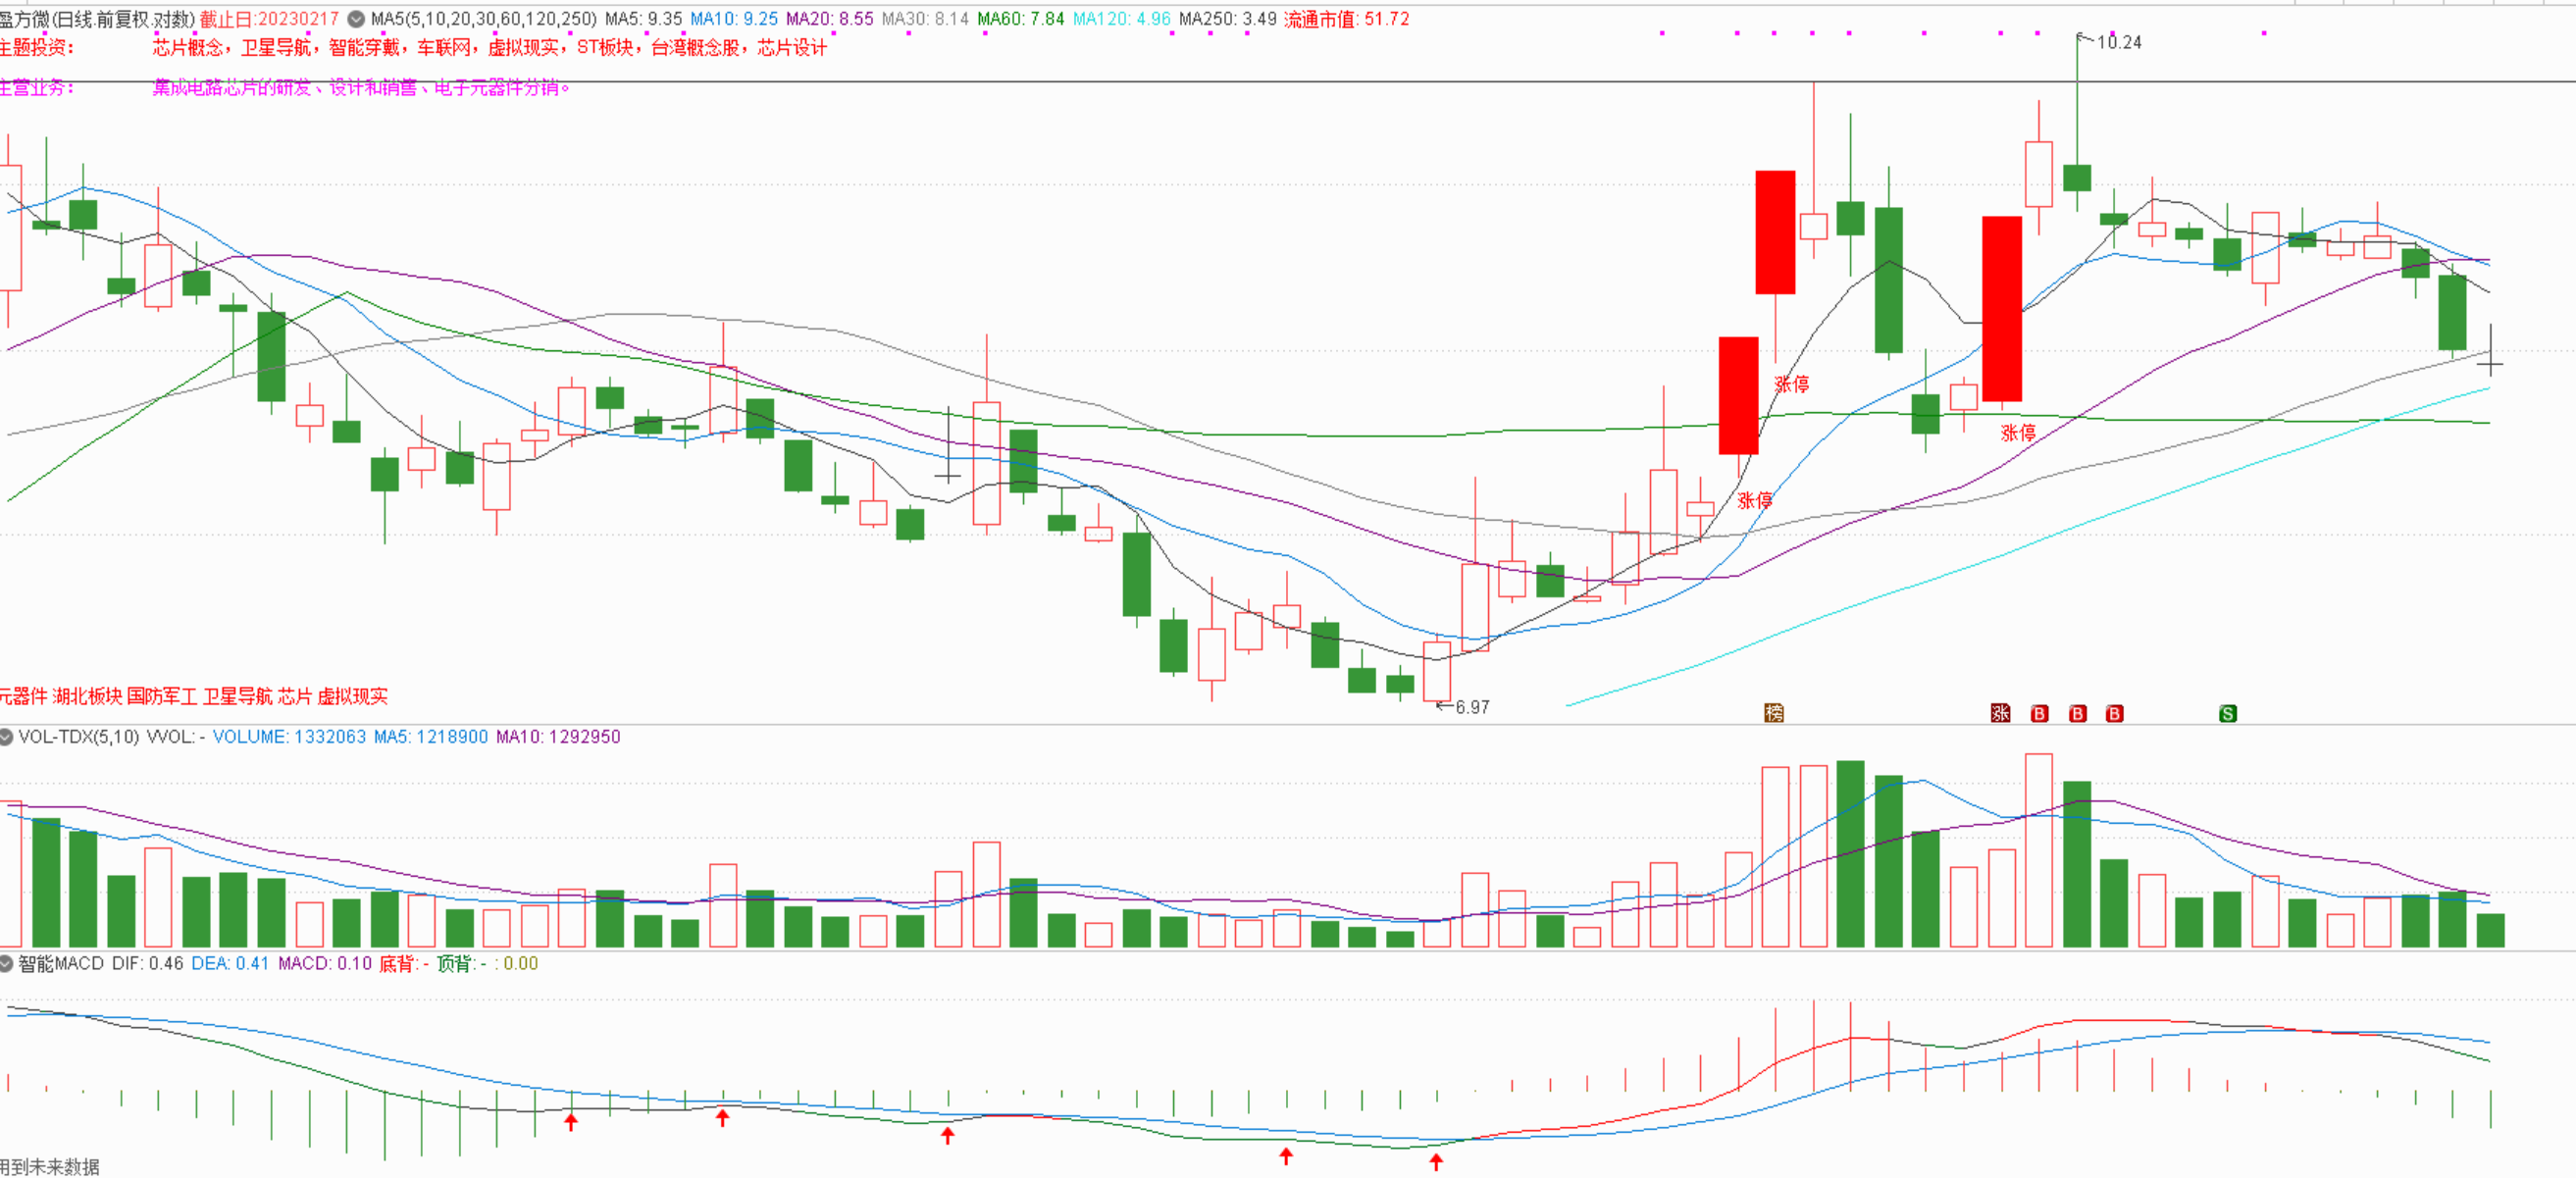 盈方微(日线.前复权.对数) 截止日:20230217 MA5(5,10,20,30,60,120,250) MA5: 9.35 MA10: 9.25 MA20: 8.55 MA30: 8.14 MA60: 7.84 MA120: 4.96 MA250: 3.49 流通市值: 51.72
主题投资: 芯片概念，卫星导航，智能穿戴，车联网，虚拟现实，ST板块，台湾概念股，芯片设计
10.24
主营业务: 集成电路芯片的研发、设计和销售、电子元器件分销。
涨停
涨停
涨停
元器件 湖北板块 国防军工 卫星导航 芯片 虚拟现实
6.97
榜 涨 B B B S
VOL-TDX(5,10) VVOL: - VOLUME: 1332063 MA5: 1218900 MA10: 1292950
智能MACD DIF: 0.46 DEA: 0.41 MACD: 0.10 底背: - 顶背: - : 0.00
用到未来数据